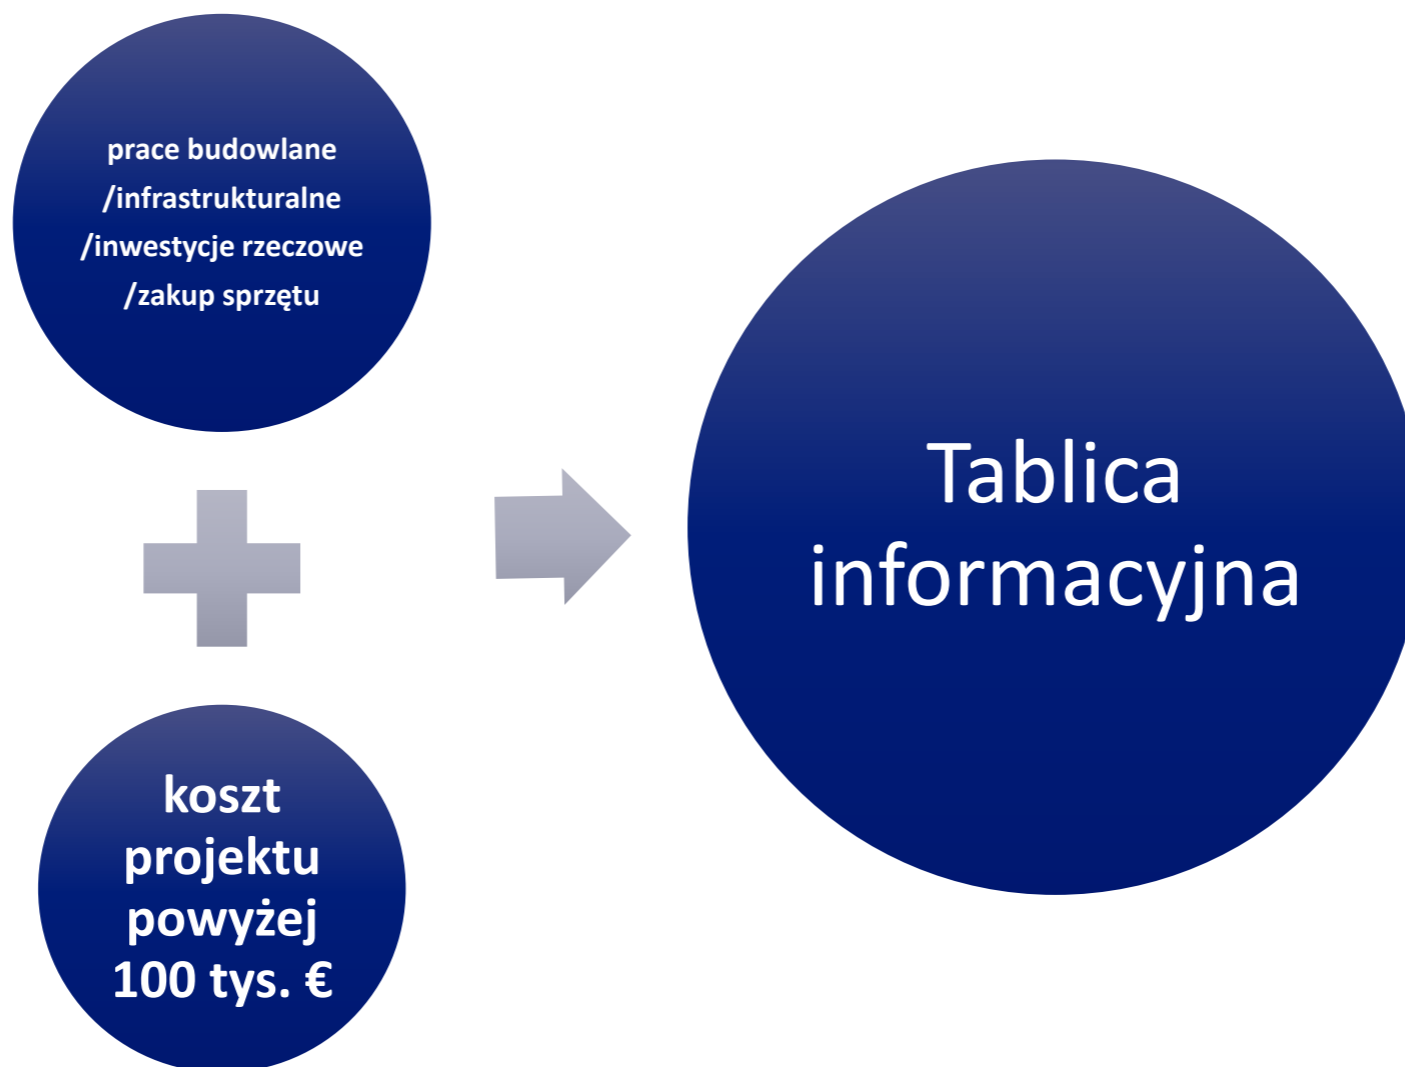 prace budowlane
/infrastrukturalne
/inwestycje rzeczowe
/zakup sprzętu
koszt
projektu
powyżej
100 tys. €
Tablica
informacyjna